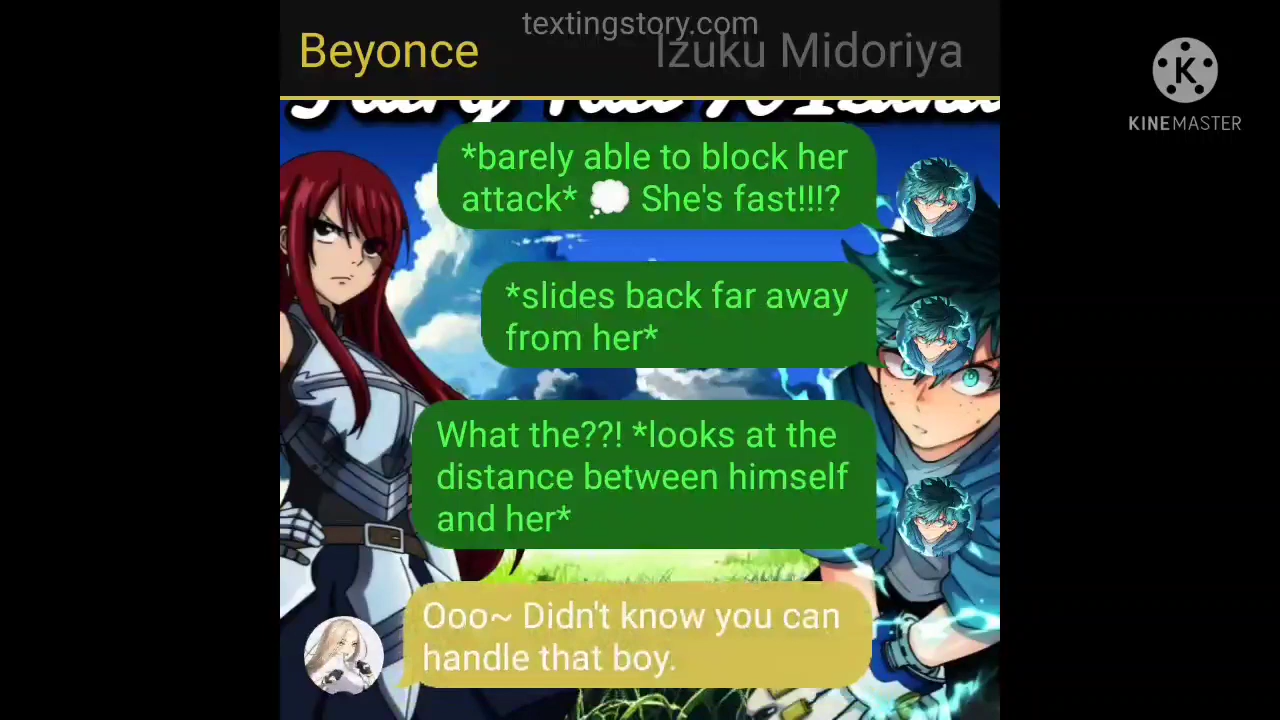 textingstory.com
Beyonce
Izuku Midoriya
KINEMASTER
*barely able to block her
attack* 💭 She's fast!!!?
*slides back far away
from her*
What the??! *looks at the
distance between himself
and her*
Ooo~ Didn't know you can
handle that boy.